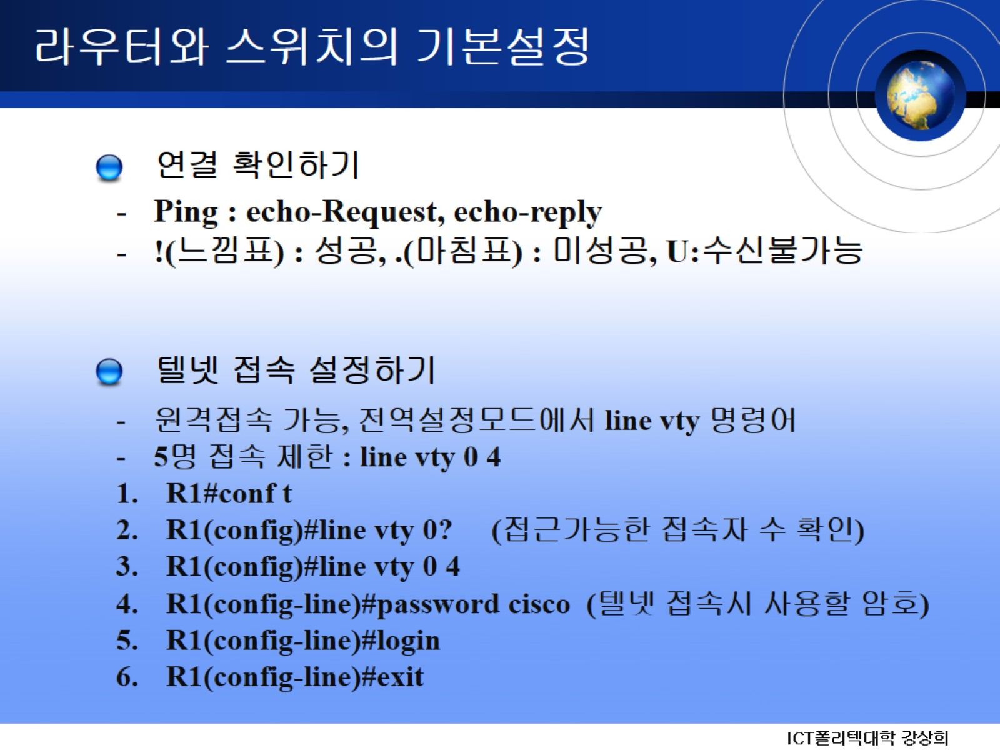 라우터와 스위치의 기본설정
연결 확인하기
- Ping : echo-Request, echo-reply
- !(느낌표) : 성공, .(마침표) : 미성공, U:수신불가능
텔넷 접속 설정하기
- 원격접속 가능, 전역설정모드에서 line vty 명령어
- 5명 접속 제한 : line vty 0 4
1. R1#conf t
2. R1(config)#line vty 0? (접근가능한 접속자 수 확인)
3. R1(config)#line vty 0 4
4. R1(config-line)#password cisco (텔넷 접속시 사용할 암호)
5. R1(config-line)#login
6. R1(config-line)#exit
ICT폴리텍대학 강상희